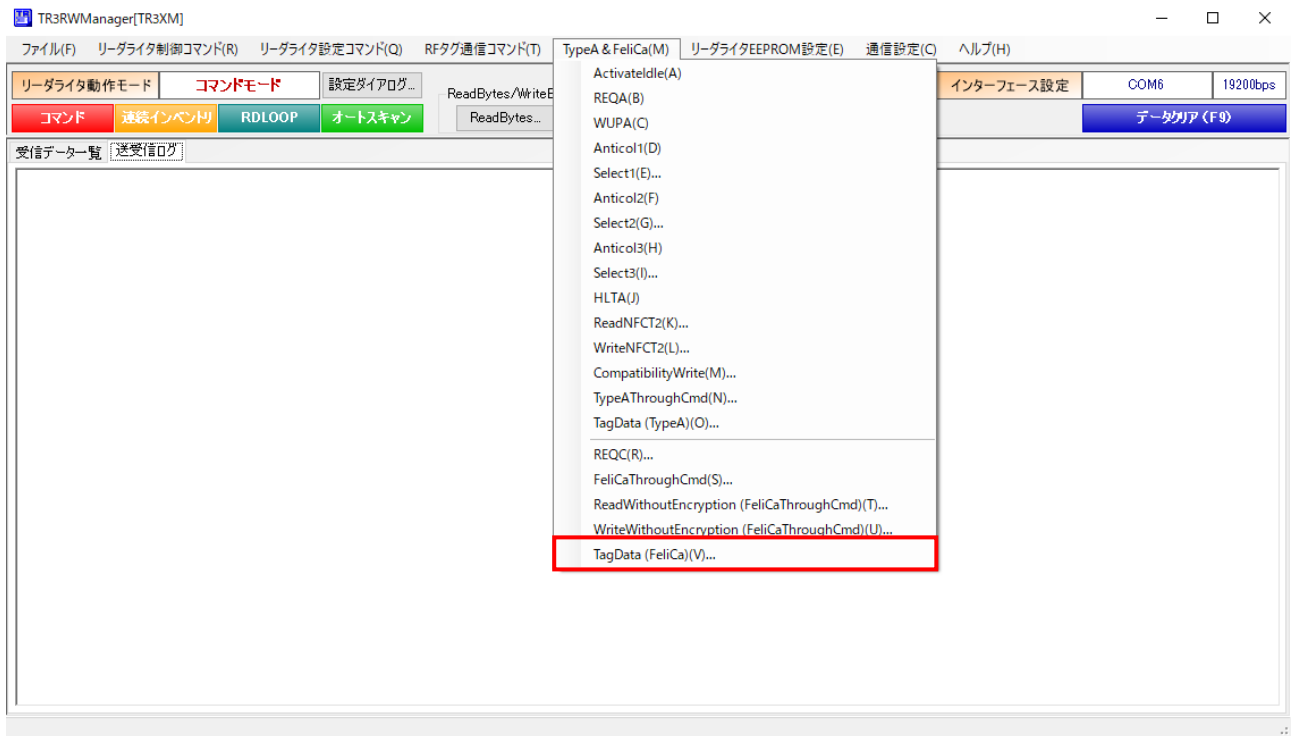 TR3RWManager[TR3XM]
ファイル(F) リーダライタ制御コマンド(R) リーダライタ設定コマンド(Q) RFタグ通信コマンド(T) TypeA & FeliCa(M) リーダライタEEPROM設定(E) 通信設定(C) ヘルプ(H)
リーダライタ動作モード コマンドモード 設定ダイアログ... ReadBytes/WriteB インターフェース設定 COM6 19200bps
コマンド 連続インベントリ RDLOOP オートスキャン ReadBytes... データクリア(F9)
受信データ一覧 送受信ログ
ActivateIdle(A)
REQA(B)
WUPA(C)
Anticol1(D)
Select1(E)...
Anticol2(F)
Select2(G)...
Anticol3(H)
Select3(I)...
HLTA(J)
ReadNFCT2(K)...
WriteNFCT2(L)...
CompatibilityWrite(M)...
TypeAThroughCmd(N)...
TagData (TypeA)(O)...
REQC(R)...
FeliCaThroughCmd(S)...
ReadWithoutEncryption (FeliCaThroughCmd)(T)...
WriteWithoutEncryption (FeliCaThroughCmd)(U)...
TagData (FeliCa)(V)...